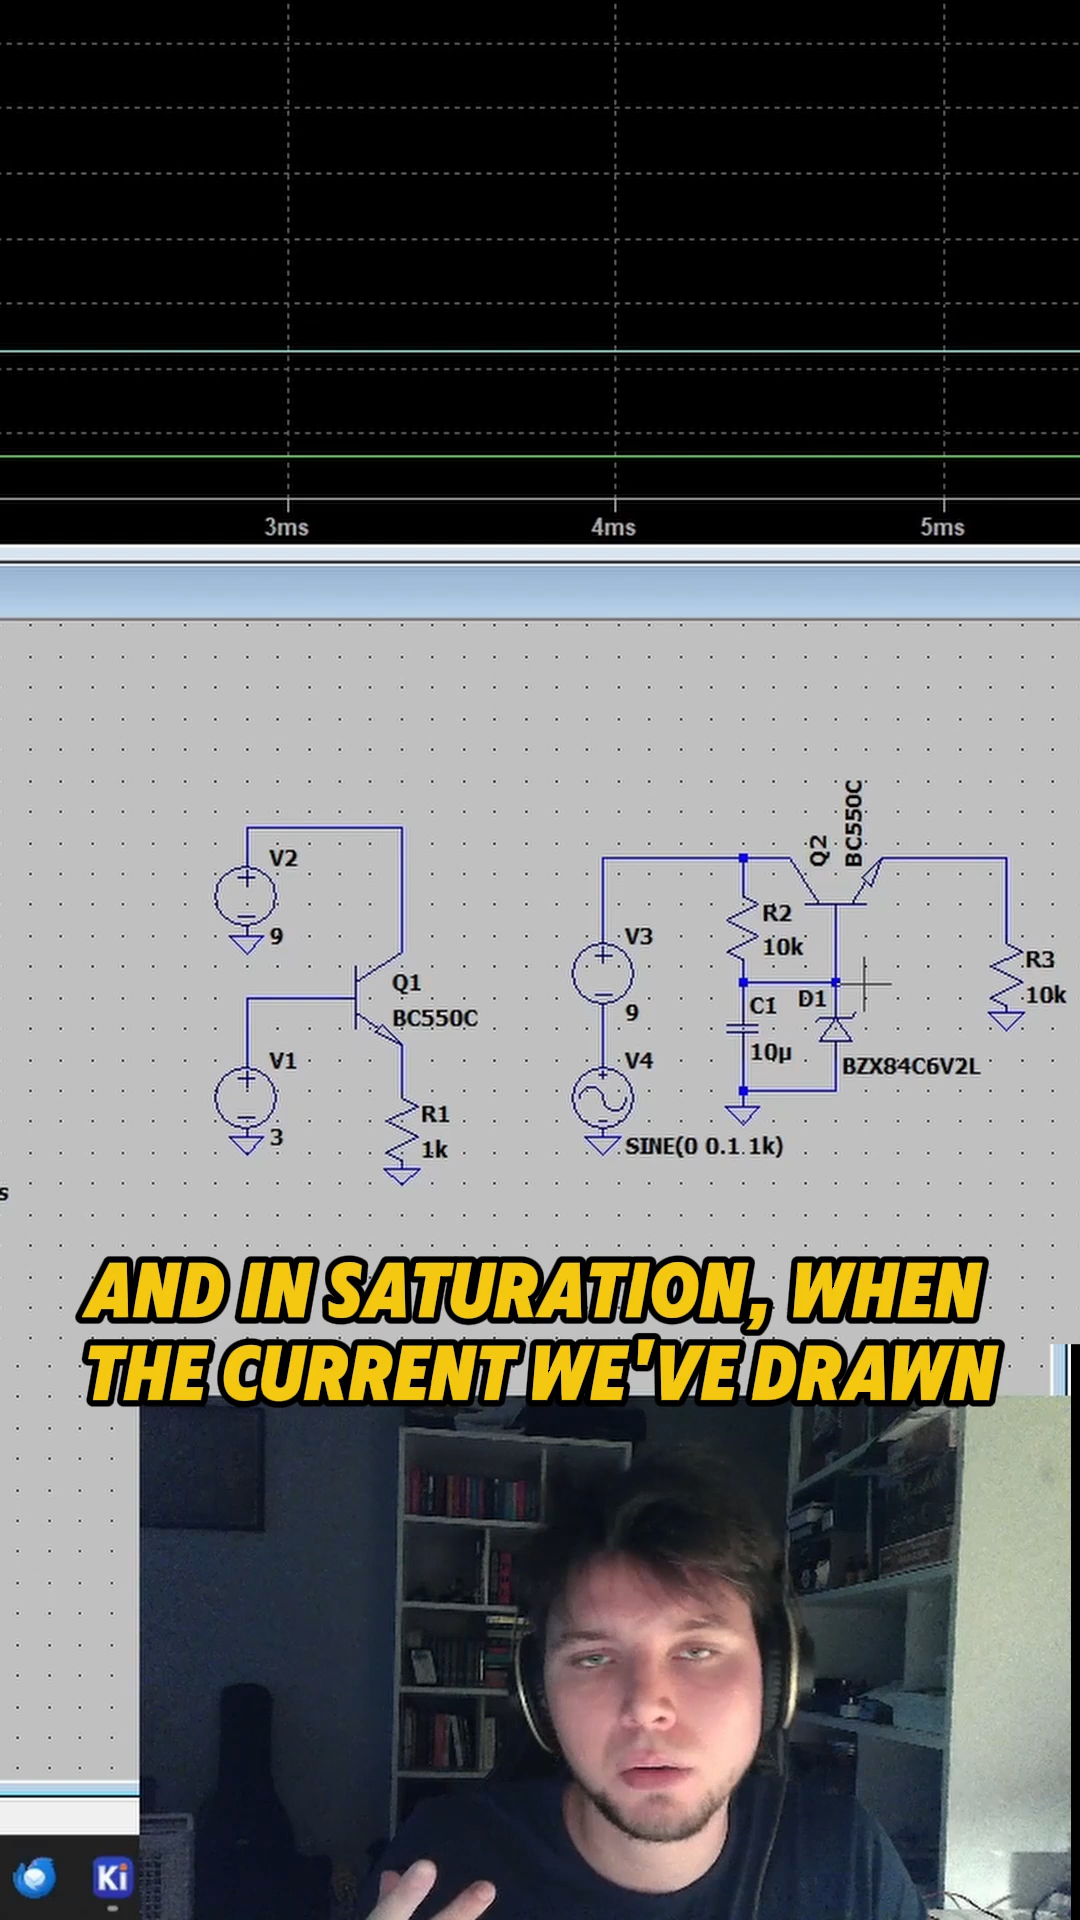 3ms 4ms 5ms
BC550C
Q2
V2
R2
V3
10k
9
R3
Q1
10k
C1 D1
9
BC550C
10µ
V1
V4
BZX84C6V2L
R1
3
1k
SINE(0 0.1 1k)
s
AND IN SATURATION, WHEN
THE CURRENT WE'VE DRAWN
Ki